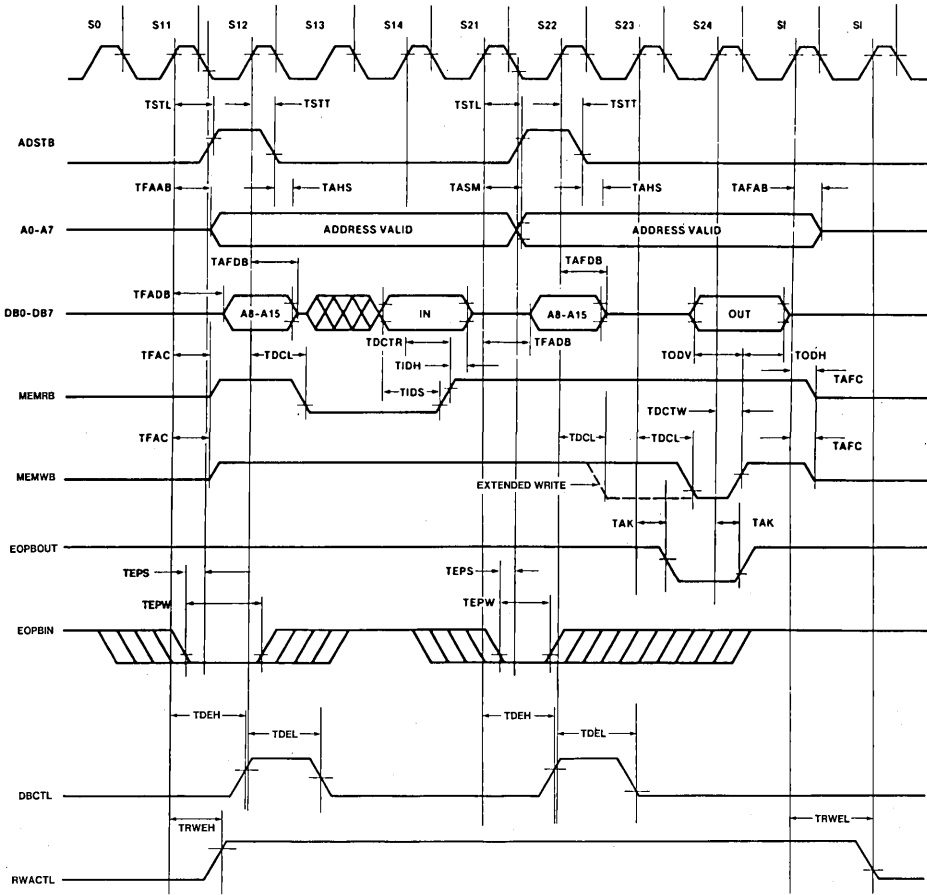 S0 S11 S12 S13 S14 S21 S22 S23 S24 SI SI
TSTL TSTT TSTL TSTT
ADSTB
TFAAB TAHS TASM TAHS TAFAB
A0-A7 ADDRESS VALID ADDRESS VALID
TAFDB TAFDB
TFADB
DB0-DB7 A8-A15 IN A8-A15 OUT
TDCTR TFADB
TFAC TDCL TIDH TODV TODH
TIDS TAFC
MEMRB
TDCTW
TFAC TDCL TDCL TAFC
MEMWB
EXTENDED WRITE
TAK TAK
EOPBOUT
TEPS TEPS
TEPW TEPW
EOPBIN
TDEH TDEH
TDEL TDEL
DBCTL
TRWEH TRWEL
RWACTL